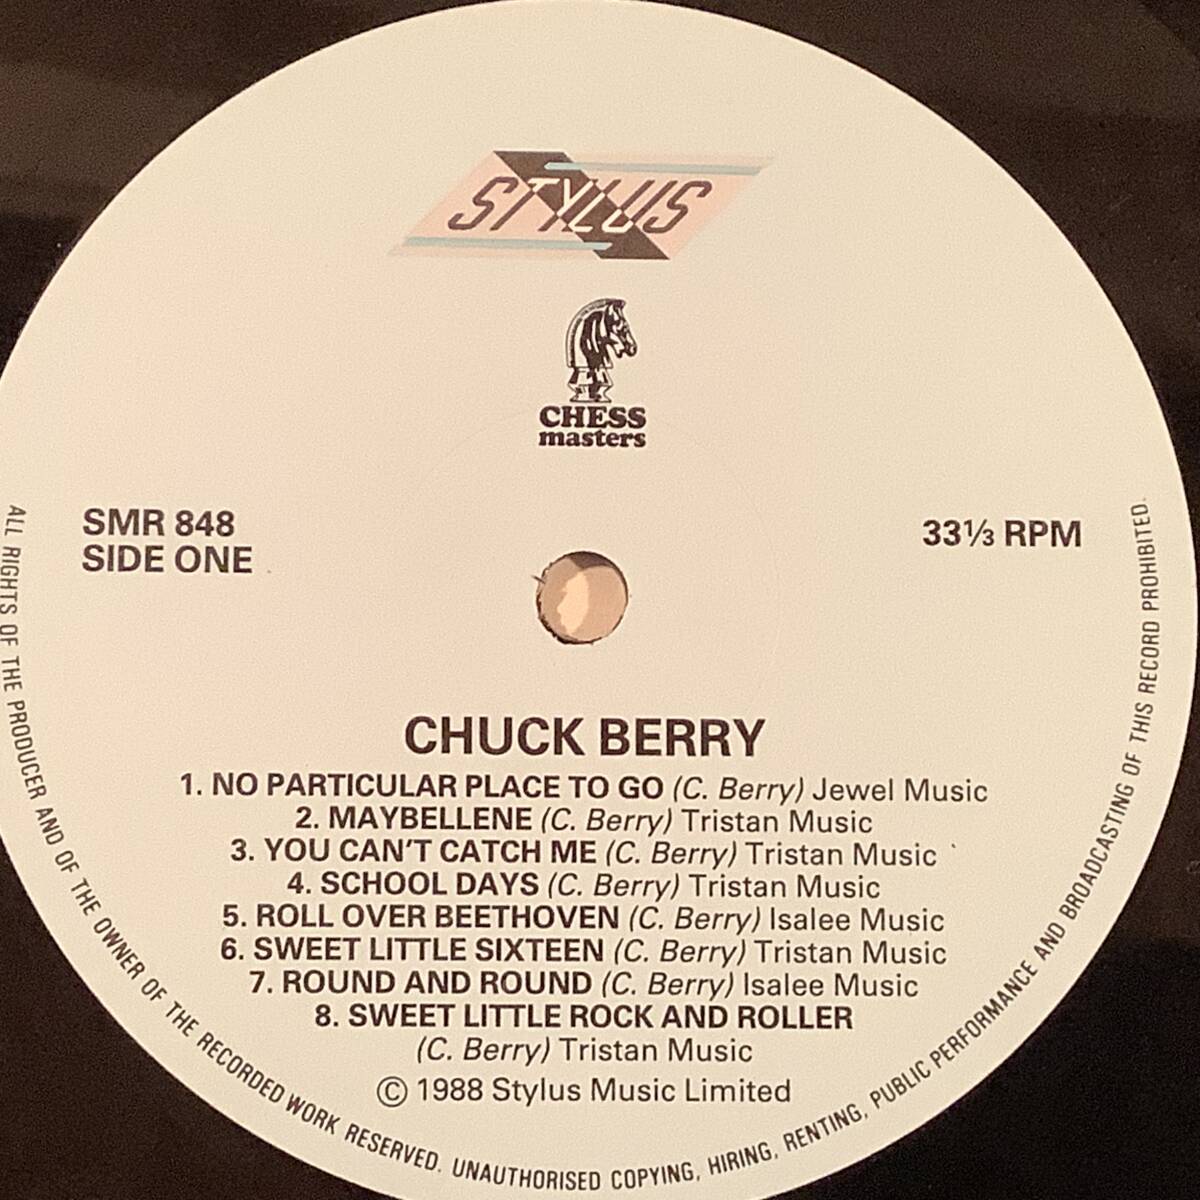 STYLUS
CHESS
masters
SMR 848
SIDE ONE
33⅓ RPM
CHUCK BERRY
1. NO PARTICULAR PLACE TO GO (C. Berry) Jewel Music
2. MAYBELLENE (C. Berry) Tristan Music
3. YOU CAN'T CATCH ME (C. Berry) Tristan Music
4. SCHOOL DAYS (C. Berry) Tristan Music
5. ROLL OVER BEETHOVEN (C. Berry) Isalee Music
6. SWEET LITTLE SIXTEEN (C. Berry) Tristan Music
7. ROUND AND ROUND (C. Berry) Isalee Music
8. SWEET LITTLE ROCK AND ROLLER
(C. Berry) Tristan Music
© 1988 Stylus Music Limited
ALL RIGHTS OF THE PRODUCER AND OF THE OWNER OF THE RECORDED WORK RESERVED. UNAUTHORISED COPYING, HIRING, RENTING, PUBLIC PERFORMANCE AND BROADCASTING OF THIS RECORD PROHIBITED.